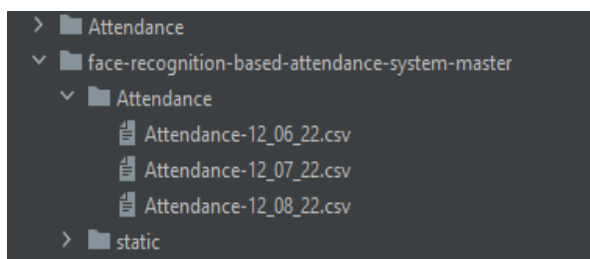 Attendance
face-recognition-based-attendance-system-master
Attendance
Attendance-12_06_22.csv
Attendance-12_07_22.csv
Attendance-12_08_22.csv
static